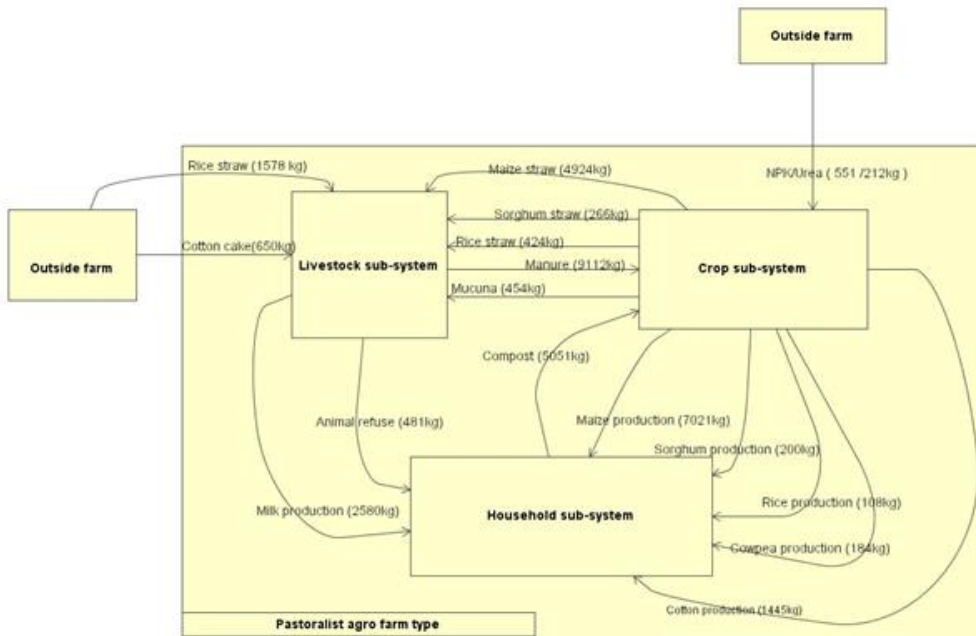 Outside farm
Rice straw (1578 kg)
Maize straw (4924kg)
NPK/Urea ( 551 /212kg )
Sorghum straw (266kg)
Cotton cake(650kg)
Rice straw (424kg)
Outside farm
Livestock sub-system
Manure (9112kg)
Crop sub-system
Mucuna (454kg)
Compost (5051kg)
Animal refuse (481kg)
Maize production (7021kg)
Sorghum production (200kg)
Milk production (2580kg)
Household sub-system
Rice production (108kg)
Cowpea production (184kg)
Cotton production (1445kg)
Pastoralist agro farm type